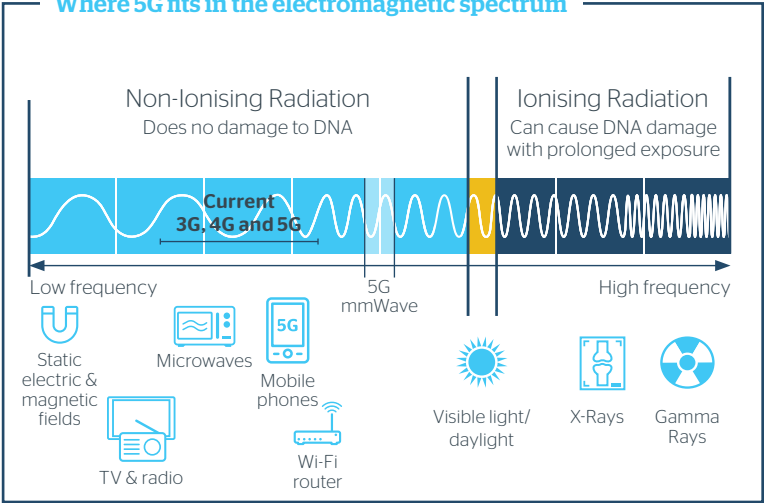 Where 5G fits in the electromagnetic spectrum
Non-Ionising Radiation
Does no damage to DNA
Ionising Radiation
Can cause DNA damage
with prolonged exposure
Current
3G, 4G and 5G
Low frequency
5G
mmWave
High frequency
Static
electric &
magnetic
fields
TV & radio
Microwaves
5G
Mobile
phones
Wi-Fi
router
Visible light/
daylight
X-Rays
Gamma
Rays